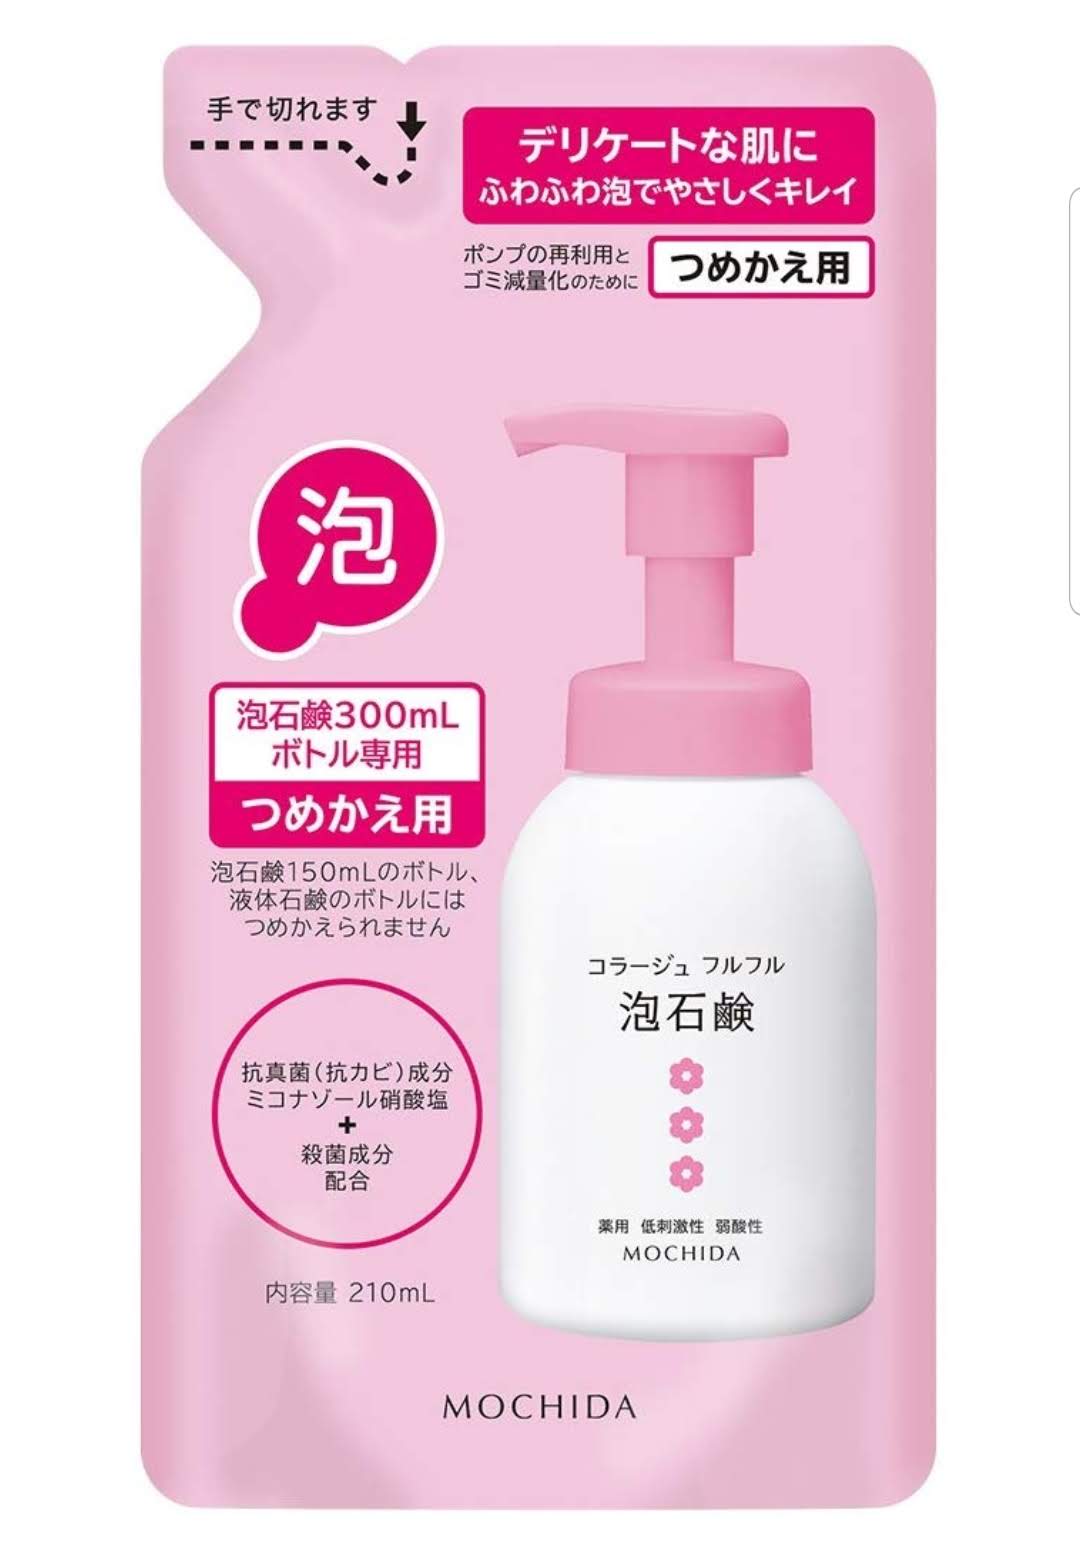 手で切れます
デリケートな肌に
ふわふわ泡でやさしくキレイ
ポンプの再利用と
ゴミ減量化のために
つめかえ用
泡
泡石鹸300mL
ボトル専用
つめかえ用
泡石鹸150mLのボトル、
液体石鹸のボトルには
つめかえられません
抗真菌(抗カビ)成分
ミコナゾール硝酸塩
+
殺菌成分
配合
内容量 210mL
コラージュ フルフル
泡石鹸
薬用 低刺激性 弱酸性
MOCHIDA
MOCHIDA